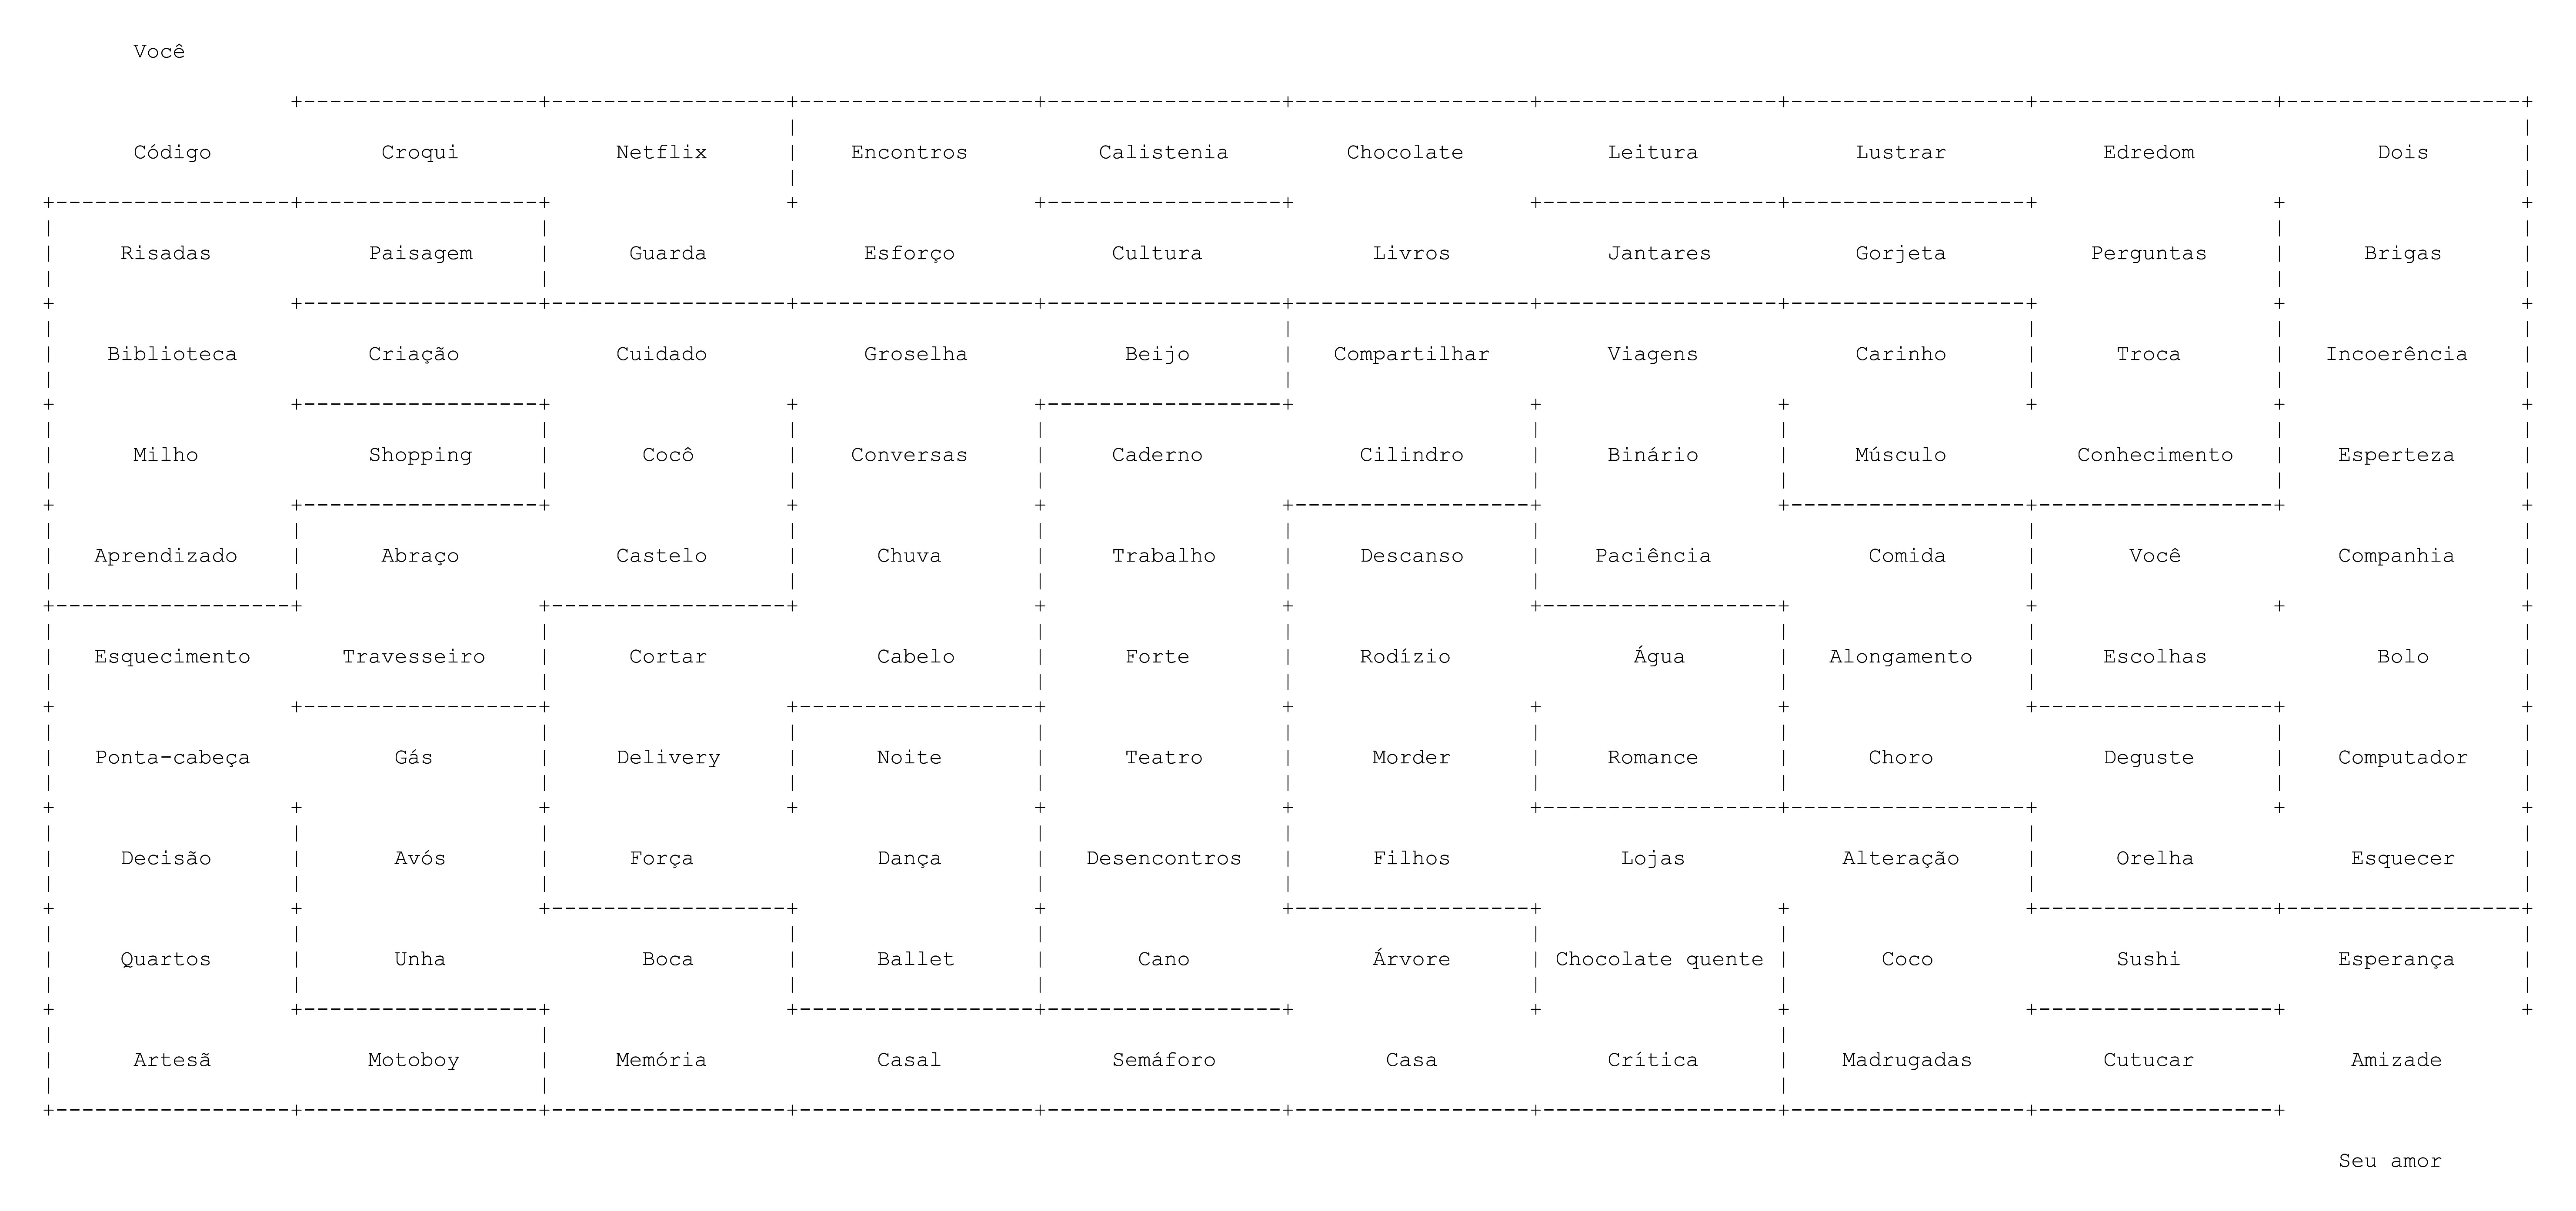 Você
Código Croqui Netflix Encontros Calistenia Chocolate Leitura Lustrar Edredom Dois
Risadas Paisagem Guarda Esforço Cultura Livros Jantares Gorjeta Perguntas Brigas
Biblioteca Criação Cuidado Groselha Beijo Compartilhar Viagens Carinho Troca Incoerência
Milho Shopping Cocô Conversas Caderno Cilindro Binário Músculo Conhecimento Esperteza
Aprendizado Abraço Castelo Chuva Trabalho Descanso Paciência Comida Você Companhia
Esquecimento Travesseiro Cortar Cabelo Forte Rodízio Água Alongamento Escolhas Bolo
Ponta-cabeça Gás Delivery Noite Teatro Morder Romance Choro Deguste Computador
Decisão Avós Força Dança Desencontros Filhos Lojas Alteração Orelha Esquecer
Quartos Unha Boca Ballet Cano Árvore Chocolate quente Coco Sushi Esperança
Artesã Motoboy Memória Casal Semáforo Casa Crítica Madrugadas Cutucar Amizade
Seu amor